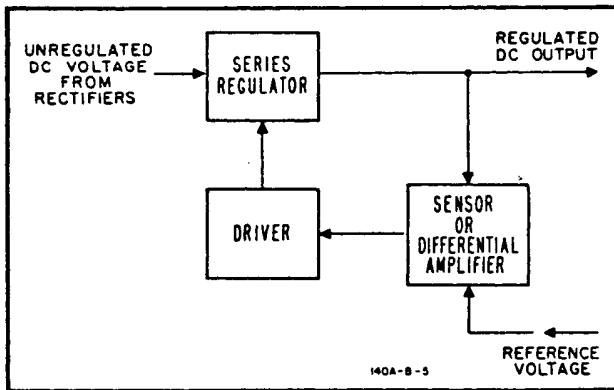 UNREGULATED
DC VOLTAGE
FROM
RECTIFIERS
SERIES
REGULATOR
REGULATED
DC OUTPUT
DRIVER
SENSOR
OR
DIFFERENTIAL
AMPLIFIER
REFERENCE
VOLTAGE
140A-B-5